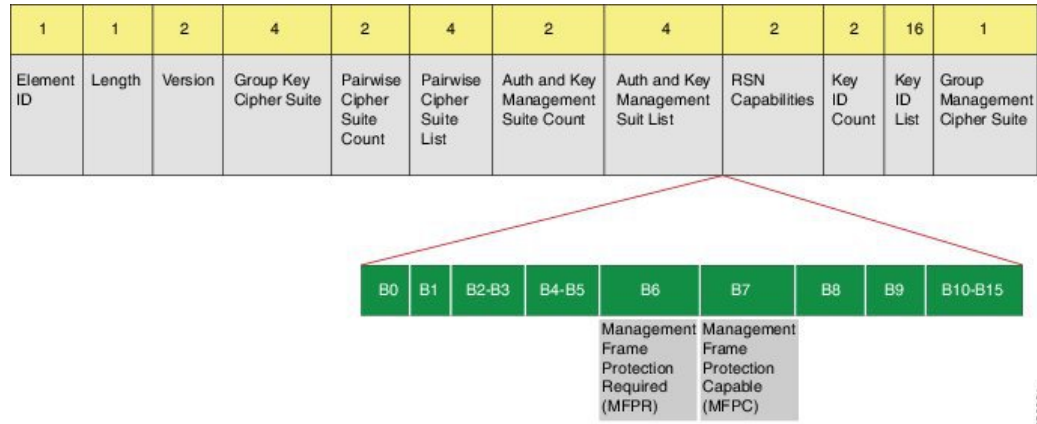 1 1 2 4 2 4 2 4 2 2 16 1
Element
ID
Length
Version
Group Key
Cipher Suite
Pairwise
Cipher
Suite
Count
Pairwise
Cipher
Suite
List
Auth and Key
Management
Suite Count
Auth and Key
Management
Suit List
RSN
Capabilities
Key
ID
Count
Key
ID
List
Group
Management
Cipher Suite
B0 B1 B2-B3 B4-B5 B6 B7 B8 B9 B10-B15
Management
Frame
Protection
Required
(MFPR)
Management
Frame
Protection
Capable
(MFPC)